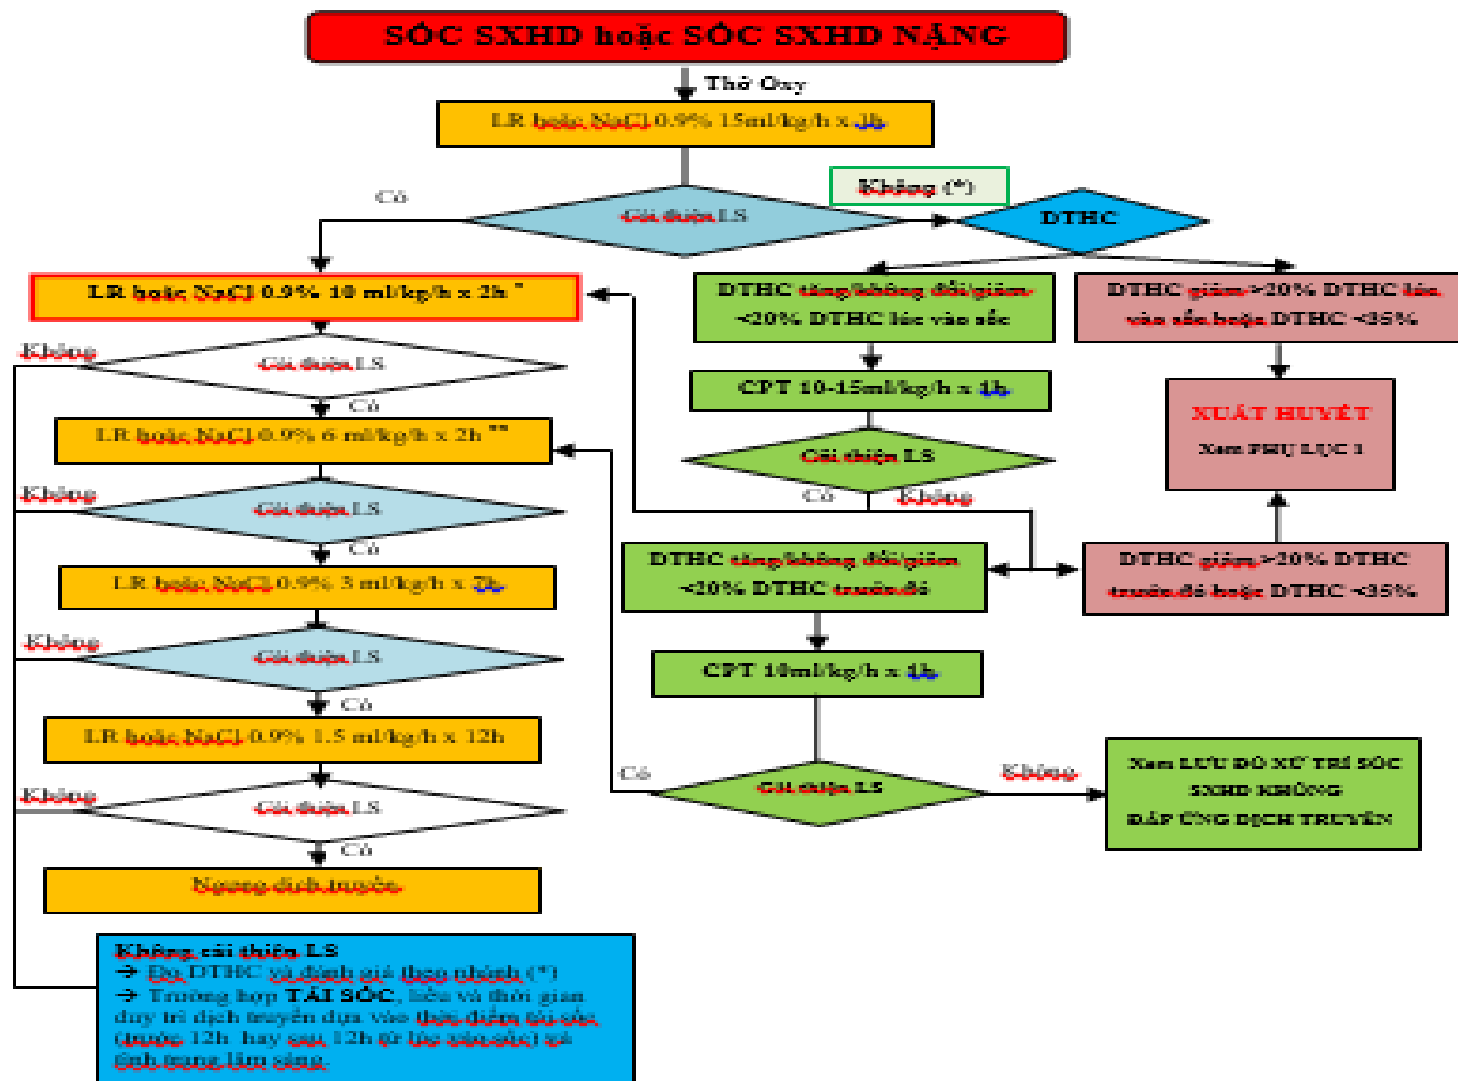 SỐC SXHD hoặc SỐC SXHD NẶNG
Thở Oxy
LR hoặc NaCl 0.9% 15ml/kg/h x 1h
Có
Cải thiện LS
Không (*)
DTHC
LR hoặc NaCl 0.9% 10 ml/kg/h x 2h *
DTHC tăng/không đổi/giảm
<20% DTHC lúc vào sốc
DTHC giảm >20% DTHC lúc
vào sốc hoặc DTHC <35%
Không
Cải thiện LS
Có
CPT 10-15ml/kg/h x 1h
XUẤT HUYẾT
Xem PHỤ LỤC 1
LR hoặc NaCl 0.9% 6 ml/kg/h x 2h **
Cải thiện LS
Có
Không
Không
Cải thiện LS
Có
DTHC tăng/không đổi/giảm
<20% DTHC trước đó
DTHC giảm >20% DTHC
trước đó hoặc DTHC <35%
LR hoặc NaCl 0.9% 3 ml/kg/h x
Không
Cải thiện LS
Có
CPT 10ml/kg/h x 1h
LR hoặc NaCl 0.9% 1.5 ml/kg/h x 12h
Không
Cải thiện LS
Có
Có
Cải thiện LS
Không
Xem LƯU ĐỒ XỬ TRÍ SỐC
SXHD KHÔNG
ĐÁP ỨNG DỊCH TRUYỀN
Ngưng dịch truyền
Không cải thiện LS
→ Đo DTHC và đánh giá theo nhánh (*)
→ Trường hợp TÁI SỐC, liều và thời gian
duy trì dịch truyền dựa vào thời điểm tái sốc
(trước 12h hay sau 12h từ lúc vào sốc) và
tình trạng lâm sàng.